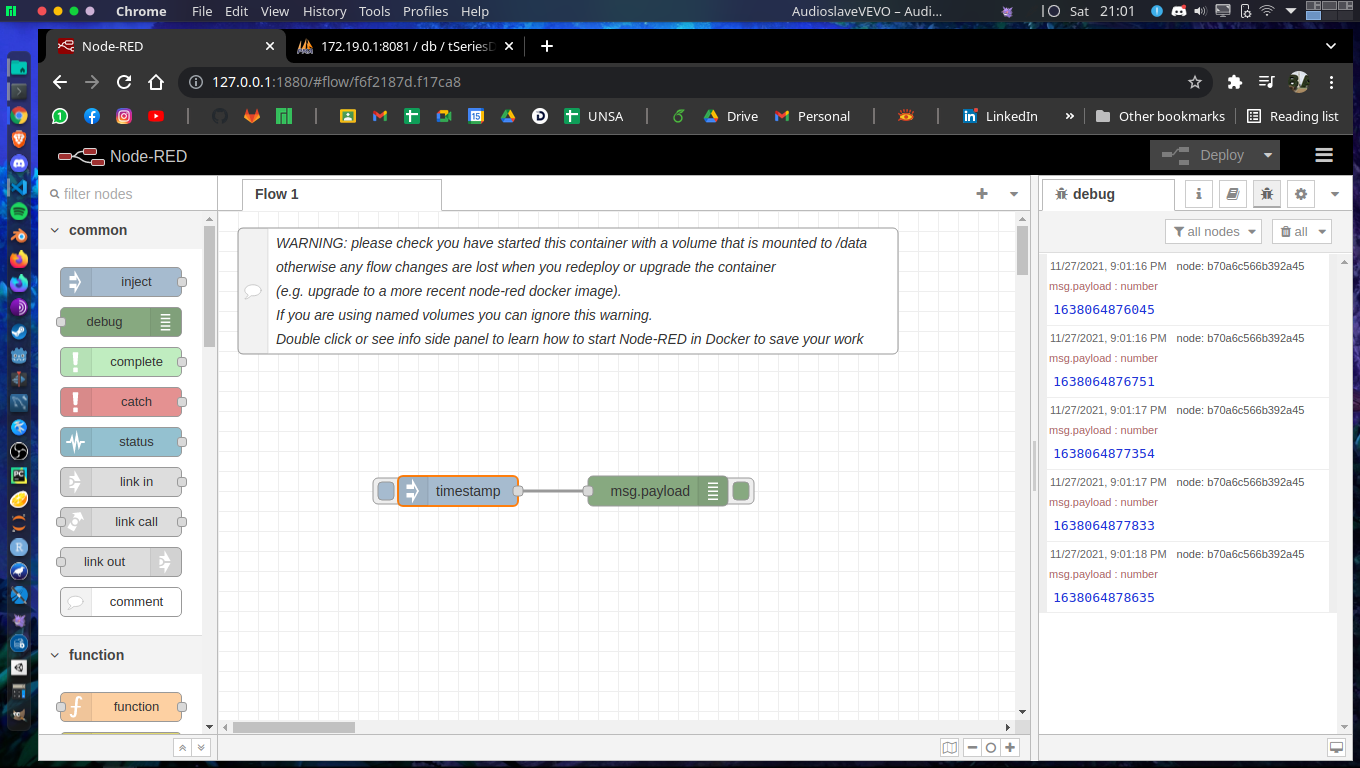 Chrome File Edit View History Tools Profiles Help AudioslaveVEVO – Audi... Sat 21:01
Node-RED 172.19.0.1:8081 / db / tSeriesD
127.0.0.1:1880/#flow/f6f2187d.f17ca8
UNSA Drive Personal LinkedIn » Other bookmarks Reading list
Node-RED Deploy
filter nodes
Flow 1
debug
all nodes all
common
inject
debug
complete
catch
status
link in
link call
link out
comment
function
function
WARNING: please check you have started this container with a volume that is mounted to /data
otherwise any flow changes are lost when you redeploy or upgrade the container
(e.g. upgrade to a more recent node-red docker image).
If you are using named volumes you can ignore this warning.
Double click or see info side panel to learn how to start Node-RED in Docker to save your work
timestamp msg.payload
11/27/2021, 9:01:16 PM node: b70a6c566b392a45
msg.payload : number
1638064876045
11/27/2021, 9:01:16 PM node: b70a6c566b392a45
msg.payload : number
1638064876751
11/27/2021, 9:01:17 PM node: b70a6c566b392a45
msg.payload : number
1638064877354
11/27/2021, 9:01:17 PM node: b70a6c566b392a45
msg.payload : number
1638064877833
11/27/2021, 9:01:18 PM node: b70a6c566b392a45
msg.payload : number
1638064878635